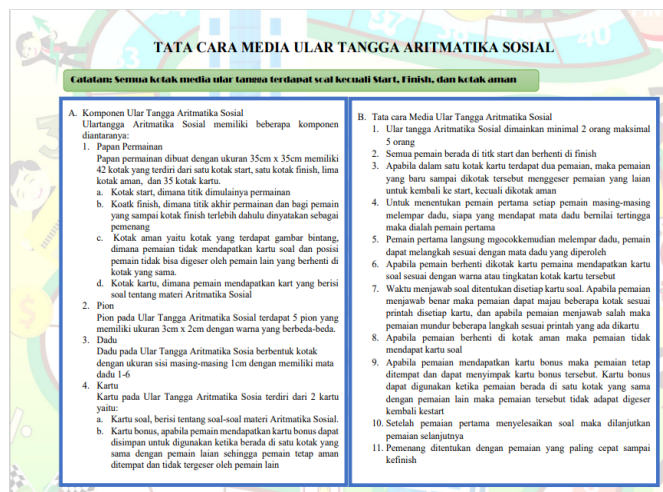 TATA CARA MEDIA ULAR TANGGA ARITMATIKA SOSIAL
Catatan: Semua kotak media ular tangga terdapat soal kecuali Start, Finish, dan kotak aman
A. Komponen Ular Tangga Aritmatika Sosial
Ulartangga Aritmatika Sosial memiliki beberapa komponen
diantaranya:
1. Papan Permainan
Papan permainan dibuat dengan ukuran 35cm x 35cm memiliki
42 kotak yang terdiri dari satu kotak start, satu kotak finish, lima
kotak aman, dan 35 kotak kartu.
a. Kotak start, dimana titik dimulainya permainan
b. Koatk finish, dimana titik akhir permainan dan bagi pemain
yang sampai kotak finish terlebih dahulu dinyatakan sebagai
pemenang
c. Kotak aman yaitu kotak yang terdapat gambar bintang,
dimana pemain tidak mendapatkan kartu soal dan posisi
pemain tidak bisa digeser oleh pemain lain yang berhenti di
kotak yang sama.
d. Kotak kartu, dimana pemain mendapatkan kart yang berisi
soal tentang materi Aritmatika Sosial
2. Pion
Pion pada Ular Tangga Aritmatika Sosial terdapat 5 pion yang
memiliki ukuran 3cm x 2cm dengan warna yang berbeda-beda.
3. Dadu
Dadu pada Ular Tangga Aritmatika Sosia berbentuk kotak
dengan ukuran sisi masing-masing 1cm dengan memiliki mata
dadu 1-6
4. Kartu
Kartu pada Ular Tangga Aritmatika Sosia terdiri dari 2 kartu
yaitu:
a. Kartu soal, berisi tentang soal-soal materi Aritmatika Sosial.
b. Kartu bonus, apabila pemain mendapatkan kartu bonus dapat
disimpan untuk digunakan ketika berada di satu kotak yang
sama dengan pemain laian sehingga pemain tetap aman
ditempat dan tidak tergeser oleh pemain lain
B. Tata cara Media Ular Tangga Aritmatika Sosial
1. Ular tangga Aritmatika Sosial dimainkan minimal 2 orang maksimal
5 orang
2. Semua pemain berada di titk start dan berhenti di finish
3. Apabila dalam satu kotak kartu terdapat dua pemaian, maka pemaian
yang baru sampai dikotak tersebut menggeser pemaian yang laian
untuk kembali ke start, kecuali dikotak aman
4. Untuk menentukan pemain pertama setiap pemain masing-masing
melempar dadu, siapa yang mendapat mata dadu bernilai tertingga
maka dialah pemain pertama
5. Pemain pertama langsung mgocokkemudian melempar dadu, pemain
dapat melangkah sesuai dengan mata dadu yang diperoleh
6. Apabila pemain berhenti dikotak kartu pemaina mendapatkan kartu
soal sesuai dengan warna atau tingkatan kotak kartu tersebut
7. Waktu menjawab soal ditentukan disetiap kartu soal. Apabila pemaian
menjawab benar maka pemaian dapat majau beberapa kotak sesuai
printah disetiap kartu, dan apabila pemaian menjawab salah maka
pemaian mundur beberapa langkah sesuai printah yang ada dikartu
8. Apabila pemaian berhenti di kotak aman maka pemaian tidak
mendapat kartu soal
9. Apabila pemaian mendapatkan kartu bonus maka pemaian tetap
ditempat dan dapat menyimpak kartu bonus tersebut. Kartu bonus
dapat digunakan ketika pemaian berada di satu kotak yang sama
dengan pemaian lain maka pemaian tersebut tidak adapat digeser
kembali kestart
10. Setelah pemaian pertama menyelesaikan soal maka dilanjutkan
pemaian selanjutnya
11. Pemenang ditentukan dengan pemaian yang paling cepat sampai
kefinish